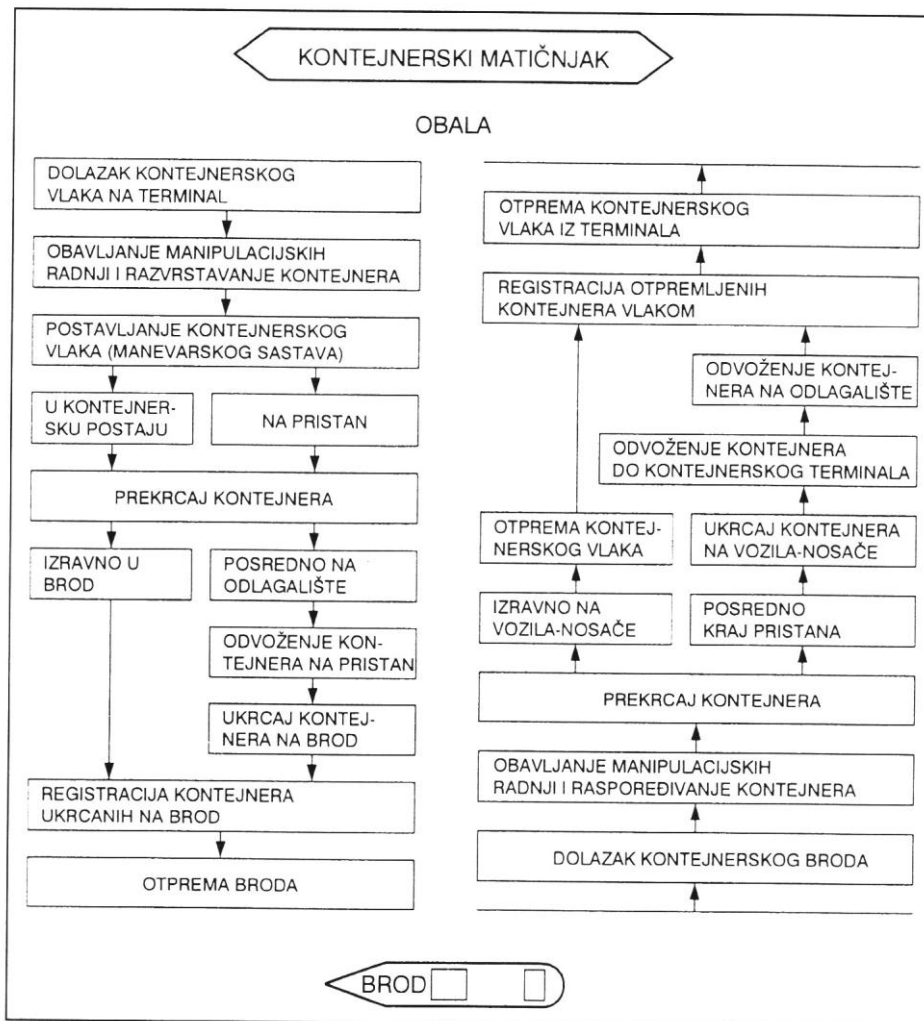 KONTEJNERSKI MATIČNJAK
OBALA
DOLAZAK KONTEJNERSKOG
VLAKA NA TERMINAL
OBAVLJANJE MANIPULACIJSKIH
RADNJI I RAZVRSTAVANJE KONTEJNERA
POSTAVLJANJE KONTEJNERSKOG
VLAKA (MANEVARSKOG SASTAVA)
U KONTEJNER-
SKU POSTAJU
NA PRISTAN
PREKRCAJ KONTEJNERA
IZRAVNO U
BROD
POSREDNO NA
ODLAGALIŠTE
ODVOŽENJE KON-
TEJNERA NA PRISTAN
UKRCAJ KONTEJ-
NERA NA BROD
REGISTRACIJA KONTEJNERA
UKRCANIH NA BROD
OTPREMA BRODA
OTPREMA KONTEJNERSKOG
VLAKA IZ TERMINALA
REGISTRACIJA OTPREMLJENIH
KONTEJNERA VLAKOM
ODVOŽENJE KONTEJ-
NERA NA ODLAGALIŠTE
ODVOŽENJE KONTEJNERA
DO KONTEJNERSKOG TERMINALA
OTPREMA KONTEJ-
NERSKOG VLAKA
UKRCAJ KONTEJNERA
NA VOZILA-NOSAČE
IZRAVNO NA
VOZILA-NOSAČE
POSREDNO
KRAJ PRISTANA
PREKRCAJ KONTEJNERA
OBAVLJANJE MANIPULACIJSKIH
RADNJI I RASPOREĐIVANJE KONTEJNERA
DOLAZAK KONTEJNERSKOG BRODA
BROD